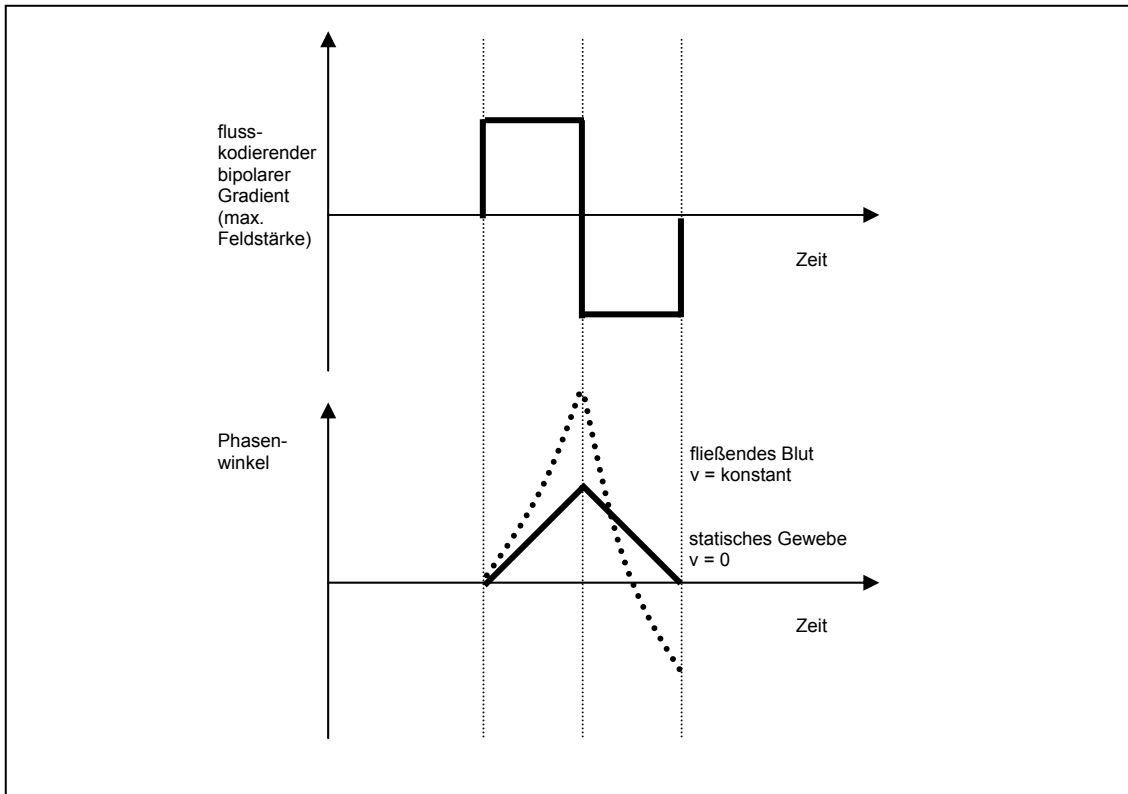 fluss-
kodierender
bipolarer
Gradient
(max.
Feldstärke)
Zeit
Phasen-
winkel
fließendes Blut
v = konstant
statisches Gewebe
v = 0
Zeit